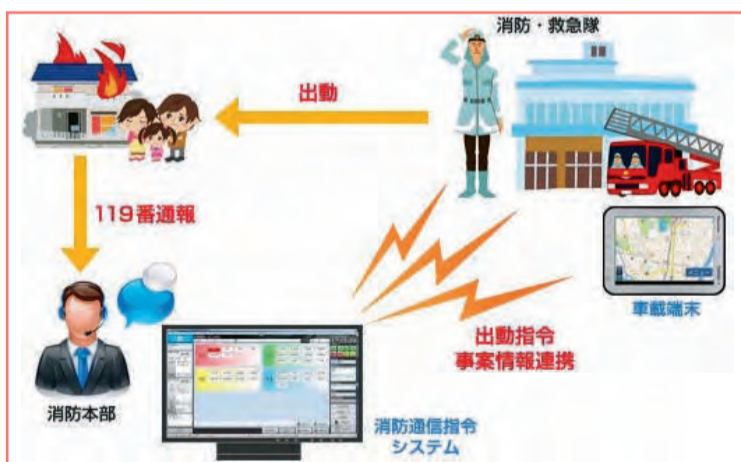 消防・救急隊
出動
119番通報
車載端末
出動指令
事案情報連携
消防本部
消防通信指令
システム